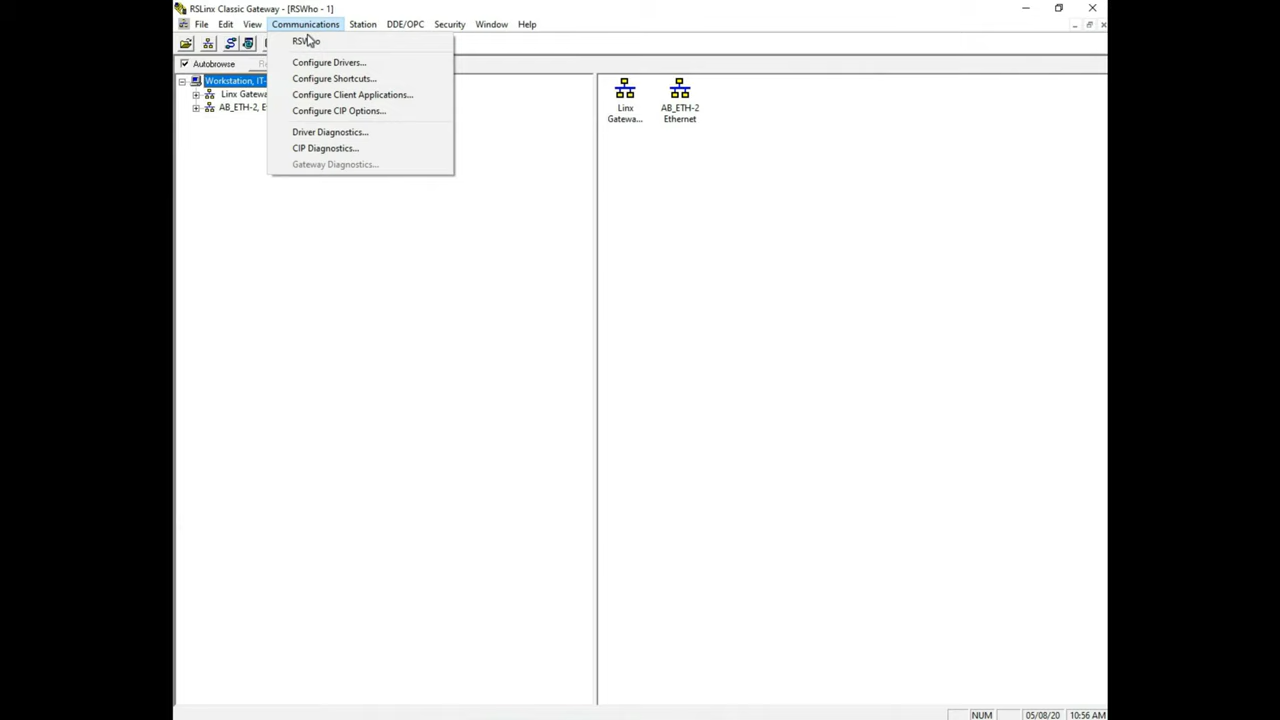 RSLinx Classic Gateway - [RSWho - 1]
File Edit View Communications Station DDE/OPC Security Window Help
RSWho
Autobrowse
Configure Drivers...
Configure Shortcuts...
Configure Client Applications...
Configure CIP Options...
Driver Diagnostics...
CIP Diagnostics...
Gateway Diagnostics...
Workstation, IT-
Linx Gatewa
AB_ETH-2, E
Linx
Gatewa...
AB_ETH-2
Ethernet
NUM 05/08/20 10:56 AM